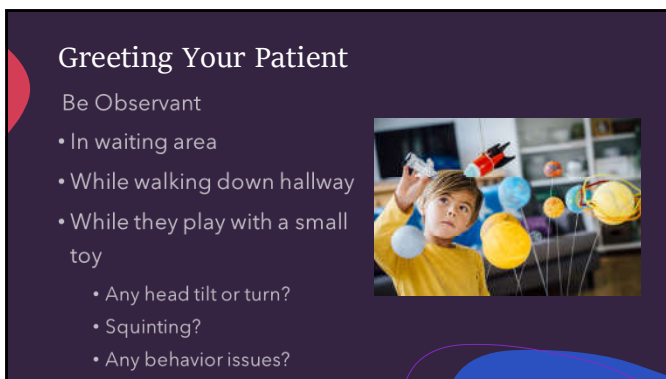 Greeting Your Patient
Be Observant
• In waiting area
• While walking down hallway
• While they play with a small
toy
• Any head tilt or turn?
• Squinting?
• Any behavior issues?